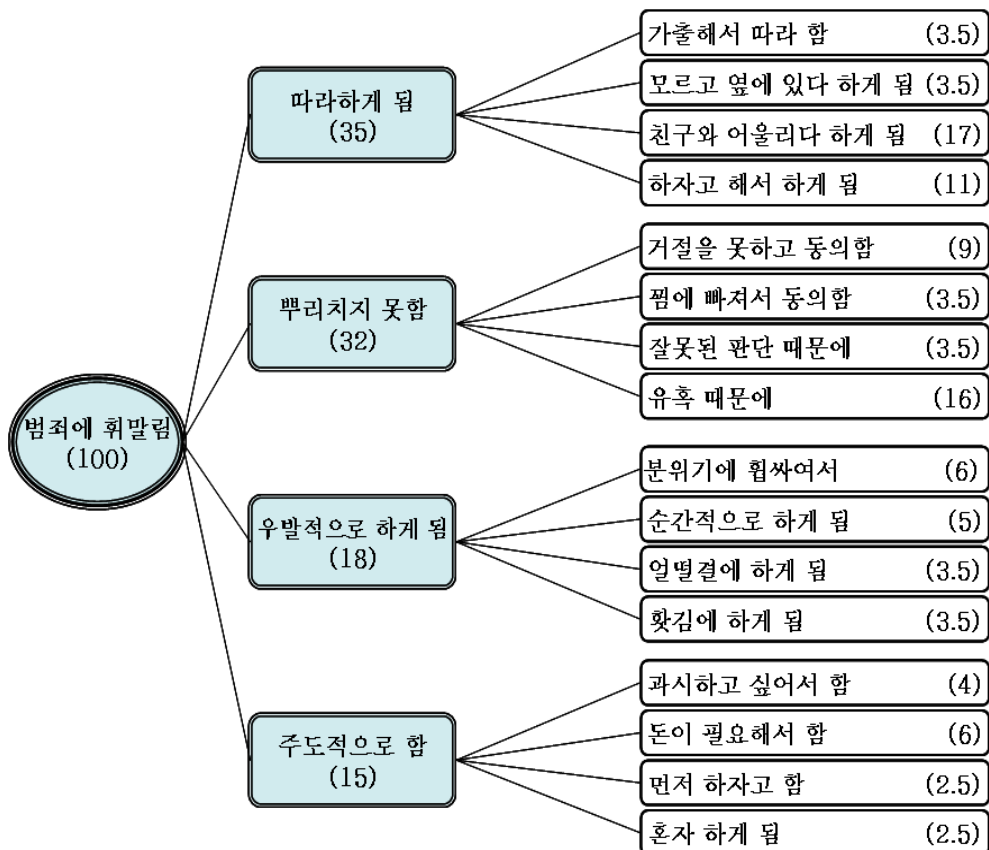 범죄에 휘말림
(100)
따라하게 됨
(35)
가출해서 따라 함 (3.5)
모르고 옆에 있다 하게 됨 (3.5)
친구와 어울리다 하게 됨 (17)
하자고 해서 하게 됨 (11)
뿌리치지 못함
(32)
거절을 못하고 동의함 (9)
꾐에 빠져서 동의함 (3.5)
잘못된 판단 때문에 (3.5)
유혹 때문에 (16)
우발적으로 하게 됨
(18)
분위기에 휩싸여서 (6)
순간적으로 하게 됨 (5)
얼떨결에 하게 됨 (3.5)
홧김에 하게 됨 (3.5)
주도적으로 함
(15)
과시하고 싶어서 함 (4)
돈이 필요해서 함 (6)
먼저 하자고 함 (2.5)
혼자 하게 됨 (2.5)